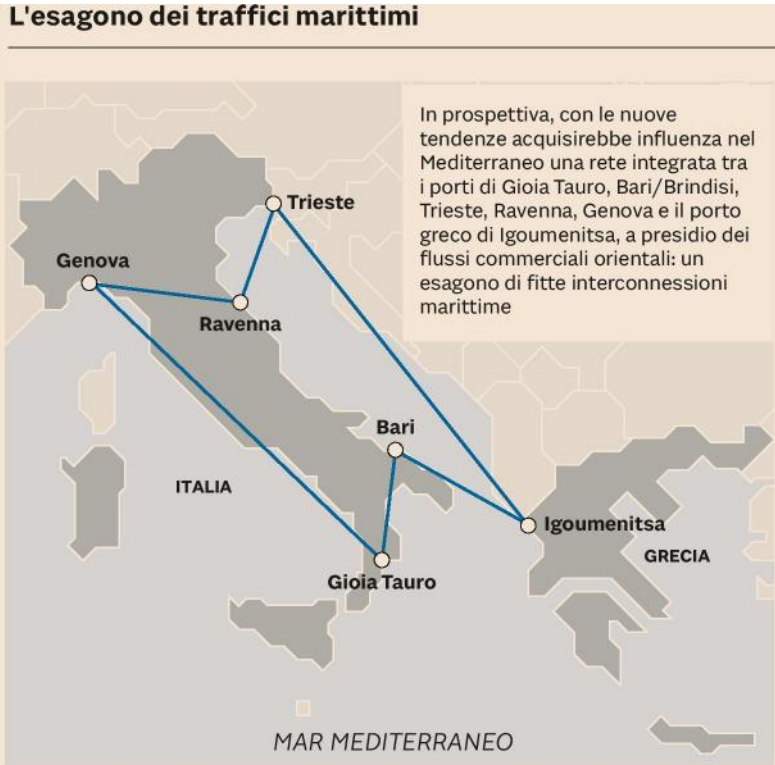 L'esagono dei traffici marittimi
In prospettiva, con le nuove
tendenze acquisirebbe influenza nel
Mediterraneo una rete integrata tra
i porti di Gioia Tauro, Bari/Brindisi,
Trieste, Ravenna, Genova e il porto
greco di Igoumenitsa, a presidio dei
flussi commerciali orientali: un
esagono di fitte interconnessioni
marittime
Trieste
Genova
Ravenna
Bari
ITALIA
Igoumenitsa
GRECIA
Gioia Tauro
MAR MEDITERRANEO